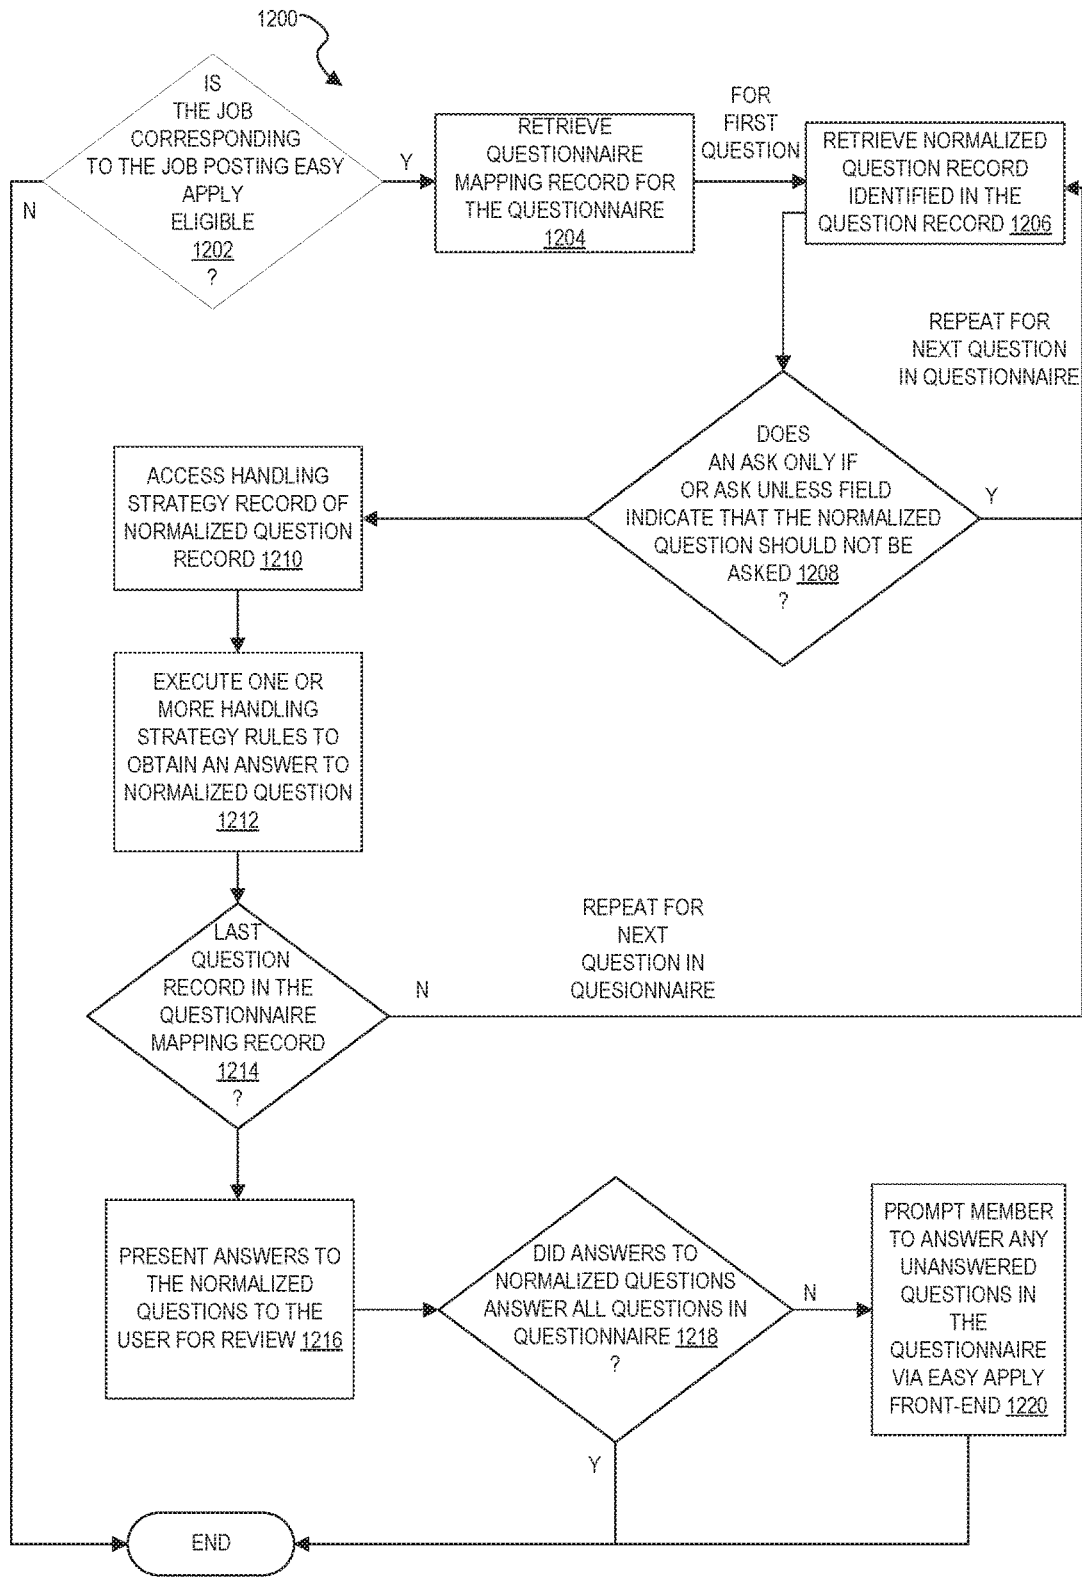 1200
IS
THE JOB
CORRESPONDING
TO THE JOB POSTING EASY
APPLY
ELIGIBLE
1202
?
Y
N
RETRIEVE
QUESTIONNAIRE
MAPPING RECORD FOR
THE QUESTIONNAIRE
1204
FOR
FIRST
QUESTION
RETRIEVE NORMALIZED
QUESTION RECORD
IDENTIFIED IN THE
QUESTION RECORD 1206
REPEAT FOR
NEXT QUESTION
IN QUESTIONNAIRE
DOES
AN ASK ONLY IF
OR ASK UNLESS FIELD
INDICATE THAT THE NORMALIZED
QUESTION SHOULD NOT BE
ASKED 1208
?
Y
ACCESS HANDLING
STRATEGY RECORD OF
NORMALIZED QUESTION
RECORD 1210
EXECUTE ONE OR
MORE HANDLING
STRATEGY RULES TO
OBTAIN AN ANSWER TO
NORMALIZED QUESTION
1212
LAST
QUESTION
RECORD IN THE
QUESTIONNAIRE
MAPPING RECORD
1214
?
N
REPEAT FOR
NEXT
QUESTION IN
QUESIONNAIRE
PRESENT ANSWERS TO
THE NORMALIZED
QUESTIONS TO THE
USER FOR REVIEW 1216
DID ANSWERS TO
NORMALIZED QUESTIONS
ANSWER ALL QUESTIONS IN
QUESTIONNAIRE 1218
?
N
Y
PROMPT MEMBER
TO ANSWER ANY
UNANSWERED
QUESTIONS IN
THE
QUESTIONNAIRE
VIA EASY APPLY
FRONT-END 1220
END